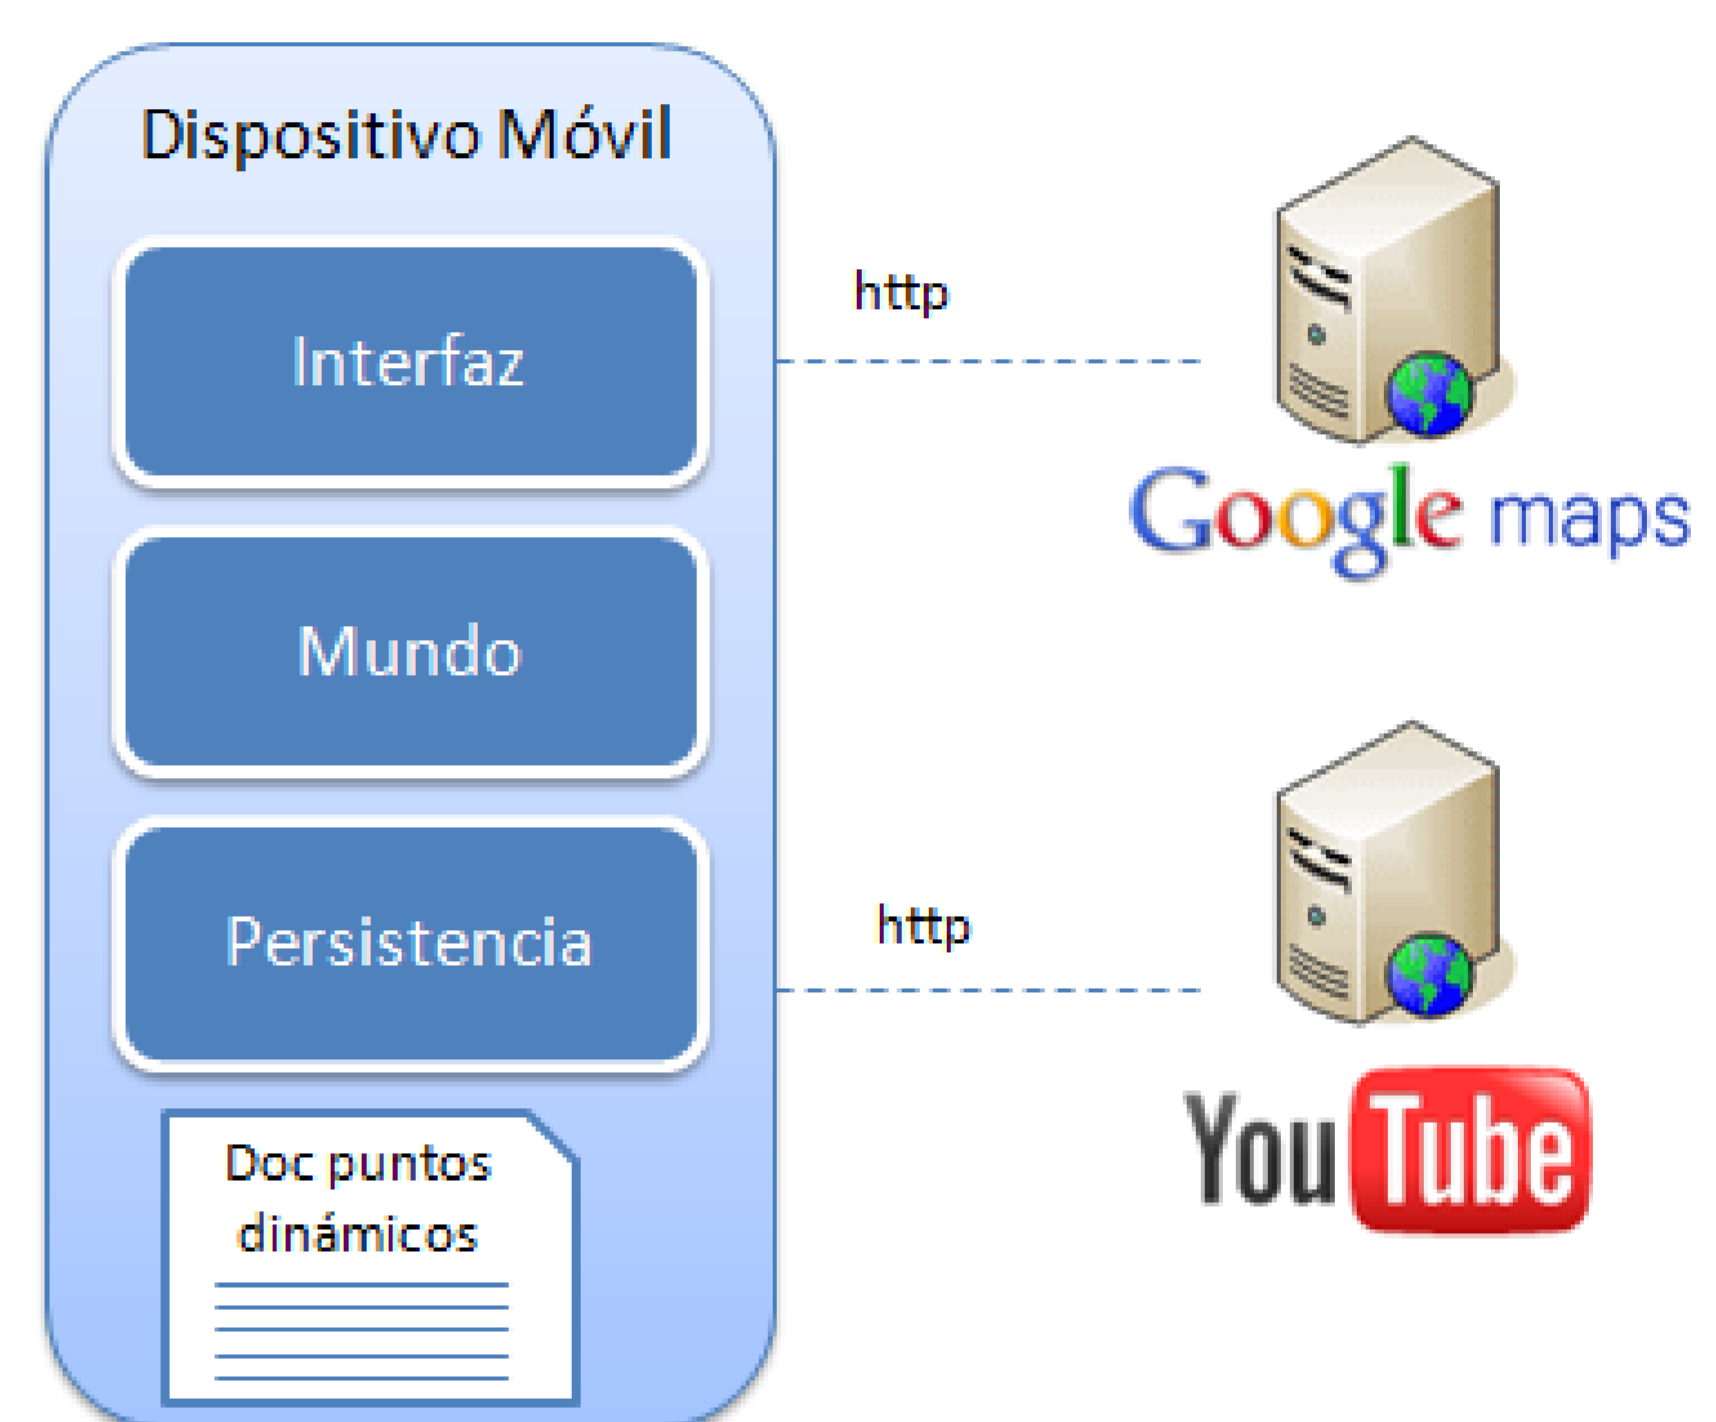 Dispositivo Móvil
Interfaz
Mundo
Persistencia
Doc puntos
dinámicos
http
Google maps
http
YouTube